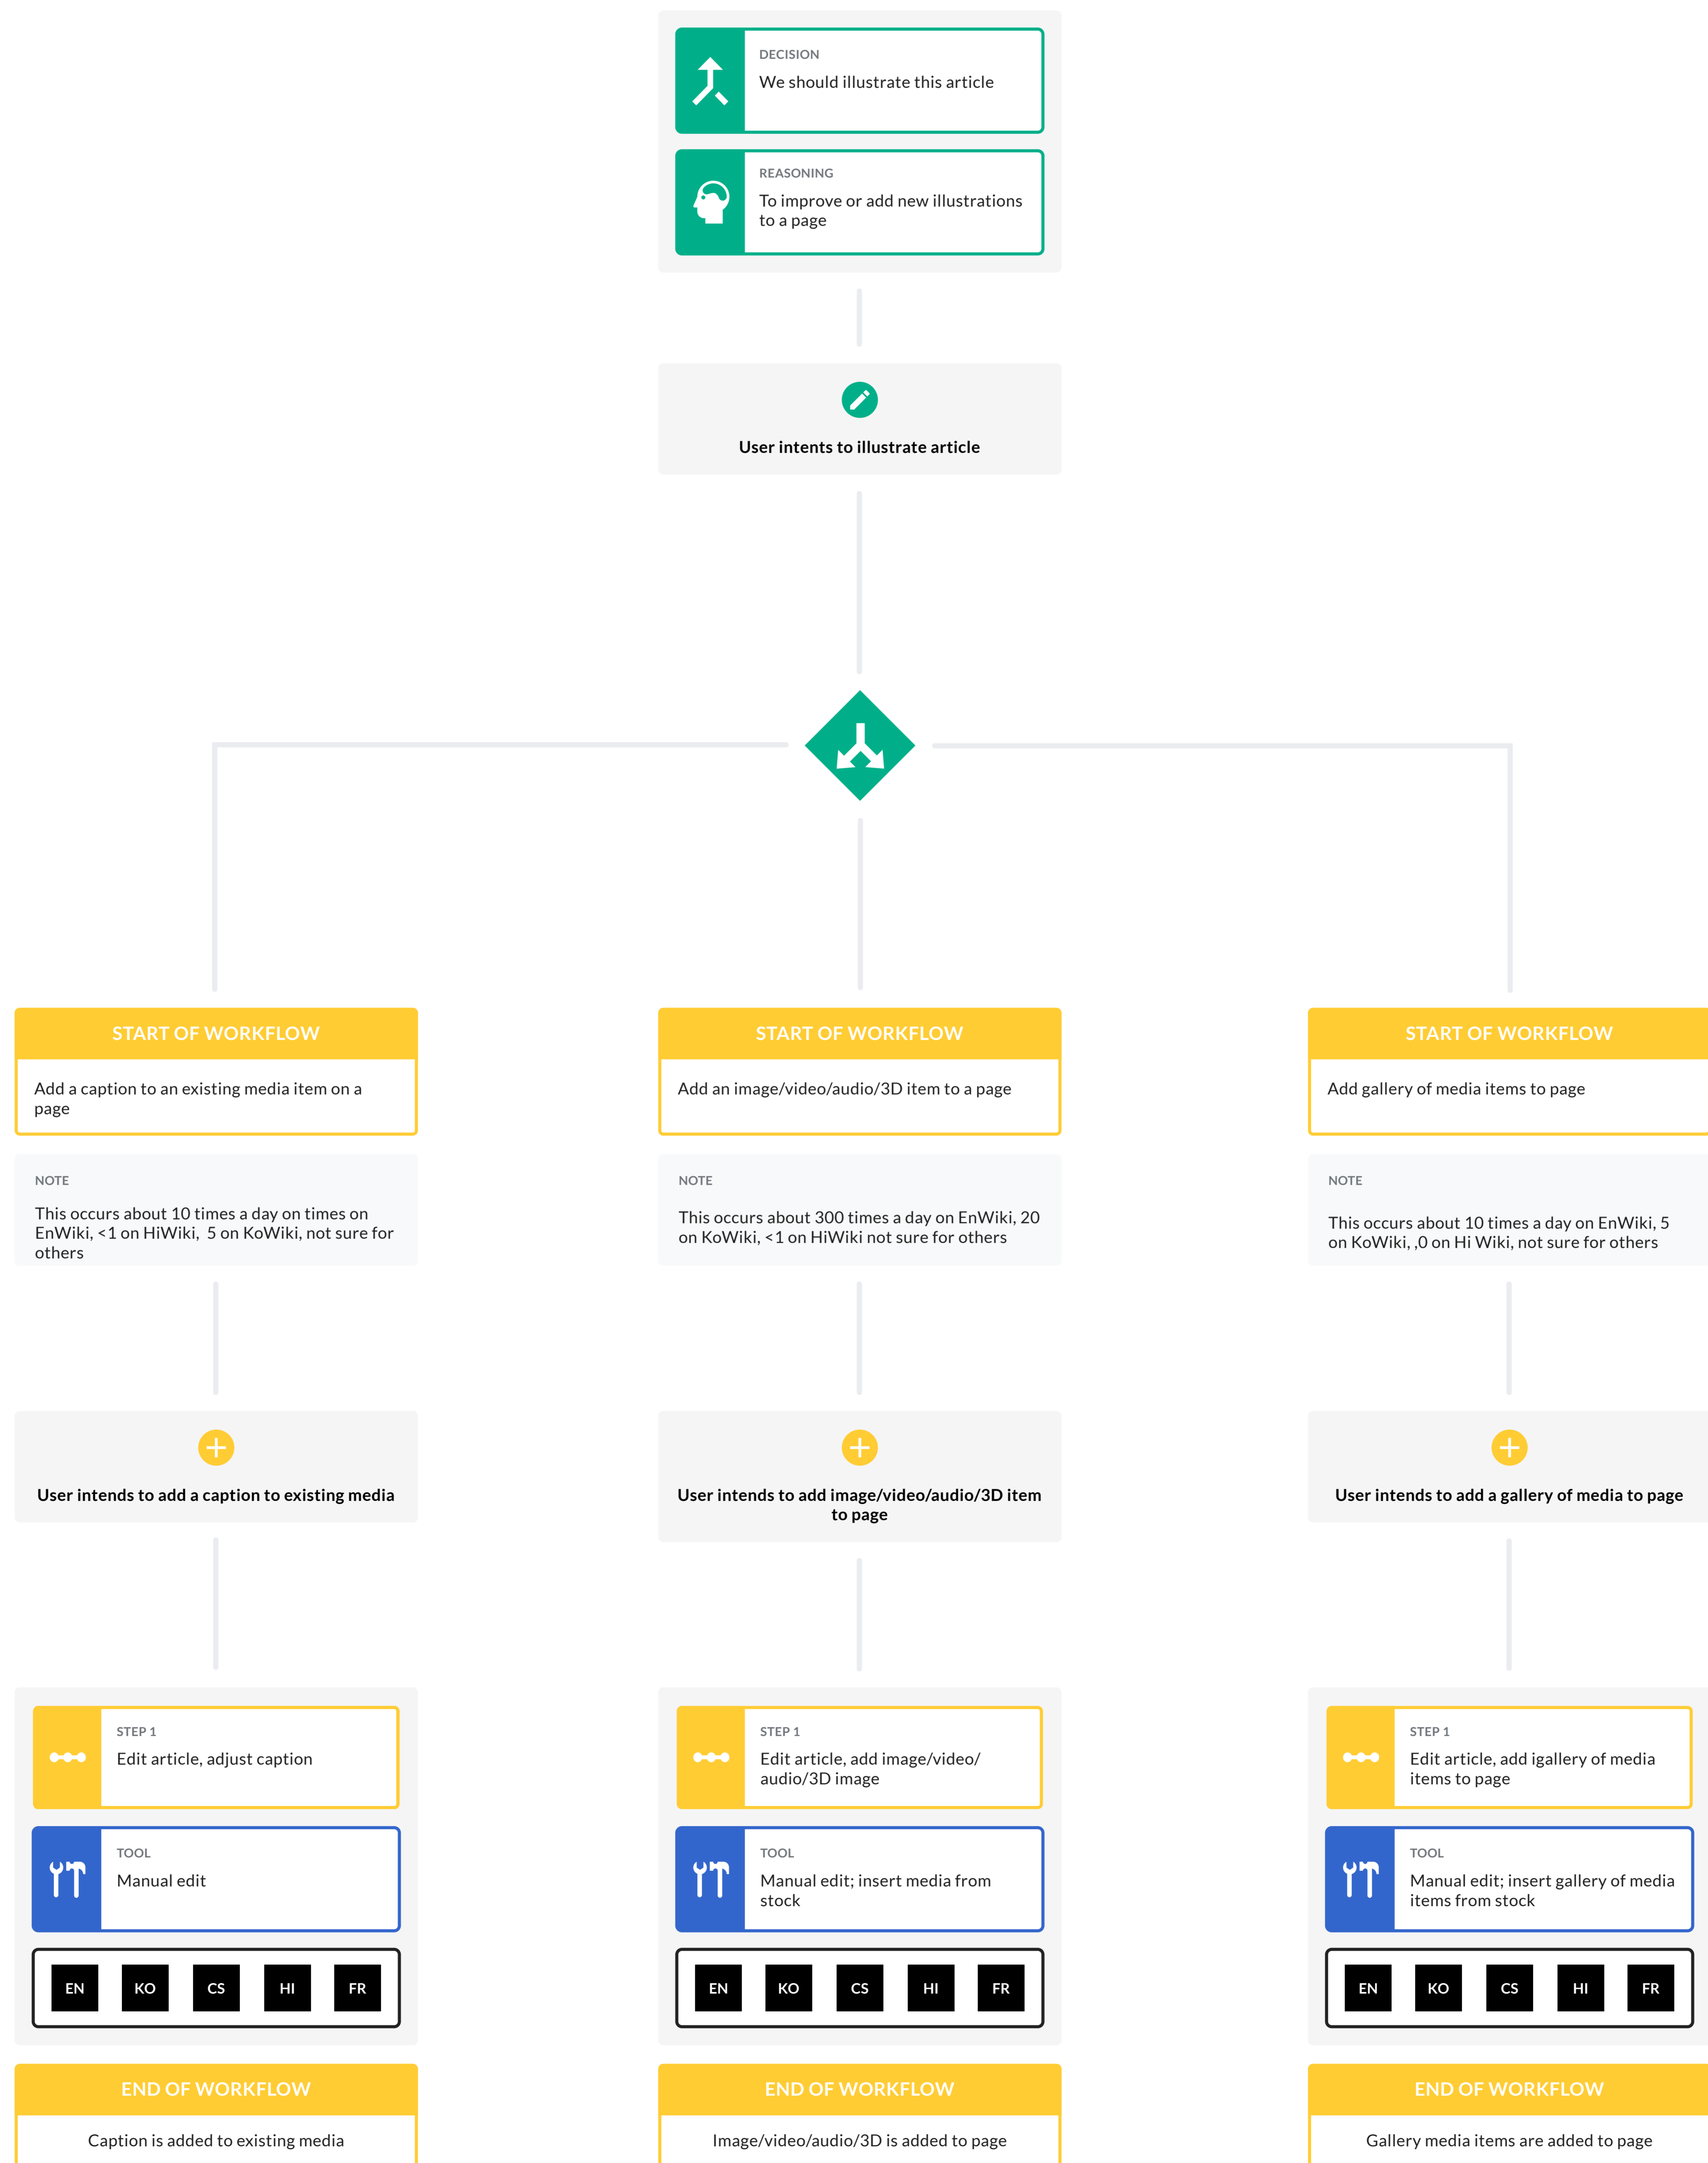 DECISION
We should illustrate this article
REASONING
To improve or add new illustrations
to a page
User intents to illustrate article
START OF WORKFLOW
Add a caption to an existing media item on a
page
NOTE
This occurs about 10 times a day on times on
EnWiki, <1 on HiWiki,  5 on KoWiki, not sure for
others
User intends to add a caption to existing media
STEP 1
Edit article, adjust caption
TOOL
Manual edit
EN KO CS HI FR
END OF WORKFLOW
Caption is added to existing media
START OF WORKFLOW
Add an image/video/audio/3D item to a page
NOTE
This occurs about 300 times a day on EnWiki, 20
on KoWiki, <1 on HiWiki not sure for others
User intends to add image/video/audio/3D item
to page
STEP 1
Edit article, add image/video/
audio/3D image
TOOL
Manual edit; insert media from
stock
EN KO CS HI FR
END OF WORKFLOW
Image/video/audio/3D is added to page
START OF WORKFLOW
Add gallery of media items to page
NOTE
This occurs about 10 times a day on EnWiki, 5
on KoWiki, ,0 on Hi Wiki, not sure for others
User intends to add a gallery of media to page
STEP 1
Edit article, add igallery of media
items to page
TOOL
Manual edit; insert gallery of media
items from stock
EN KO CS HI FR
END OF WORKFLOW
Gallery media items are added to page